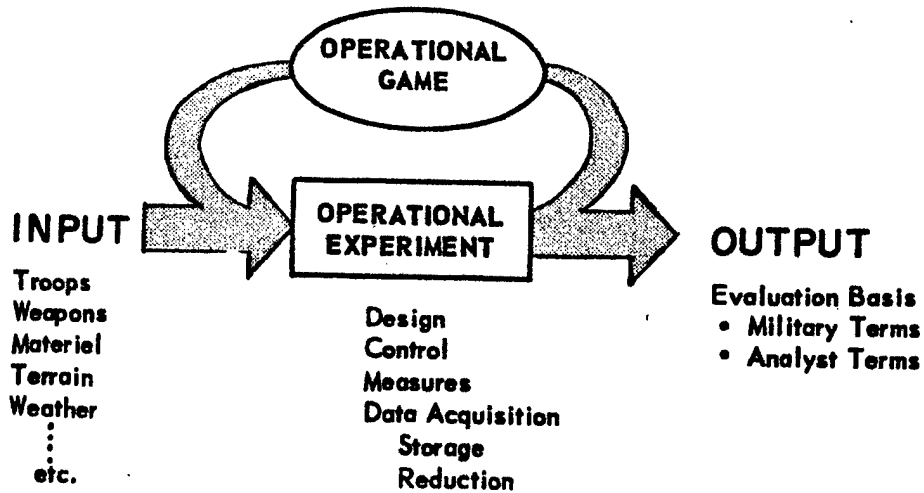 OPERATIONAL
GAME
INPUT
Troops
Weapons
Materiel
Terrain
Weather
etc.
OPERATIONAL
EXPERIMENT
Design
Control
Measures
Data Acquisition
Storage
Reduction
OUTPUT
Evaluation Basis
• Military Terms
• Analyst Terms